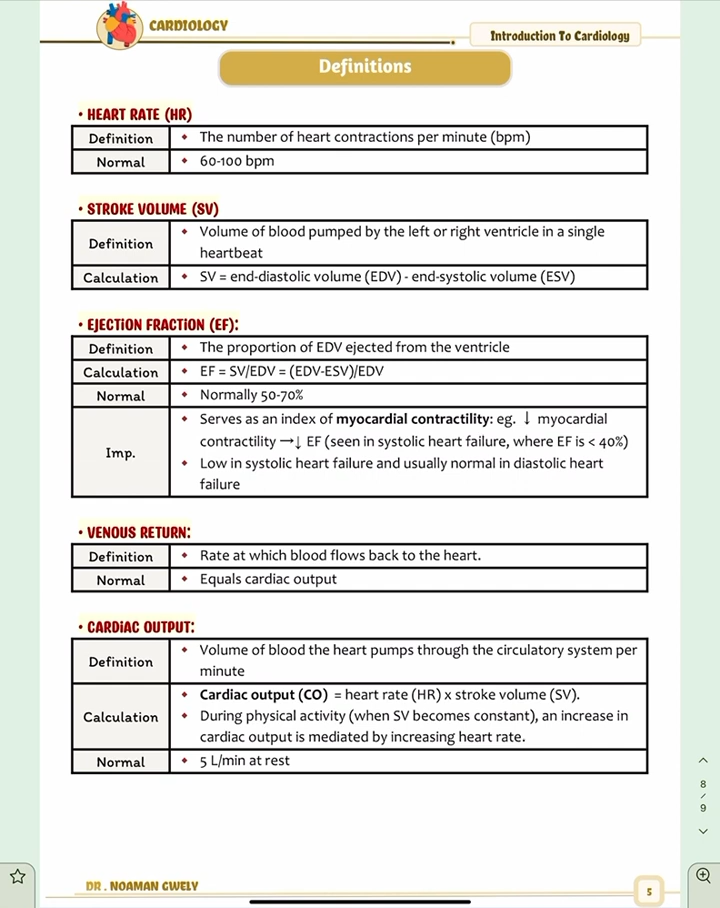 CARDIOLOGY
Introduction To Cardiology
Definitions
• HEART RATE (HR)
Definition
◆ The number of heart contractions per minute (bpm)
Normal
◆ 60-100 bpm
• STROKE VOLUME (SV)
Definition
◆ Volume of blood pumped by the left or right ventricle in a single
heartbeat
Calculation
◆ SV = end-diastolic volume (EDV) - end-systolic volume (ESV)
• EJECTION FRACTION (EF):
Definition
◆ The proportion of EDV ejected from the ventricle
Calculation
◆ EF = SV/EDV = (EDV-ESV)/EDV
Normal
◆ Normally 50-70%
Imp.
◆ Serves as an index of myocardial contractility: eg. ↓ myocardial
contractility →↓ EF (seen in systolic heart failure, where EF is < 40%)
◆ Low in systolic heart failure and usually normal in diastolic heart
failure
• VENOUS RETURN:
Definition
◆ Rate at which blood flows back to the heart.
Normal
◆ Equals cardiac output
• CARDIAC OUTPUT:
Definition
◆ Volume of blood the heart pumps through the circulatory system per
minute
Calculation
◆ Cardiac output (CO) = heart rate (HR) x stroke volume (SV).
◆ During physical activity (when SV becomes constant), an increase in
cardiac output is mediated by increasing heart rate.
Normal
◆ 5 L/min at rest
8
/
9
DR . NOAMAN GWELY
5